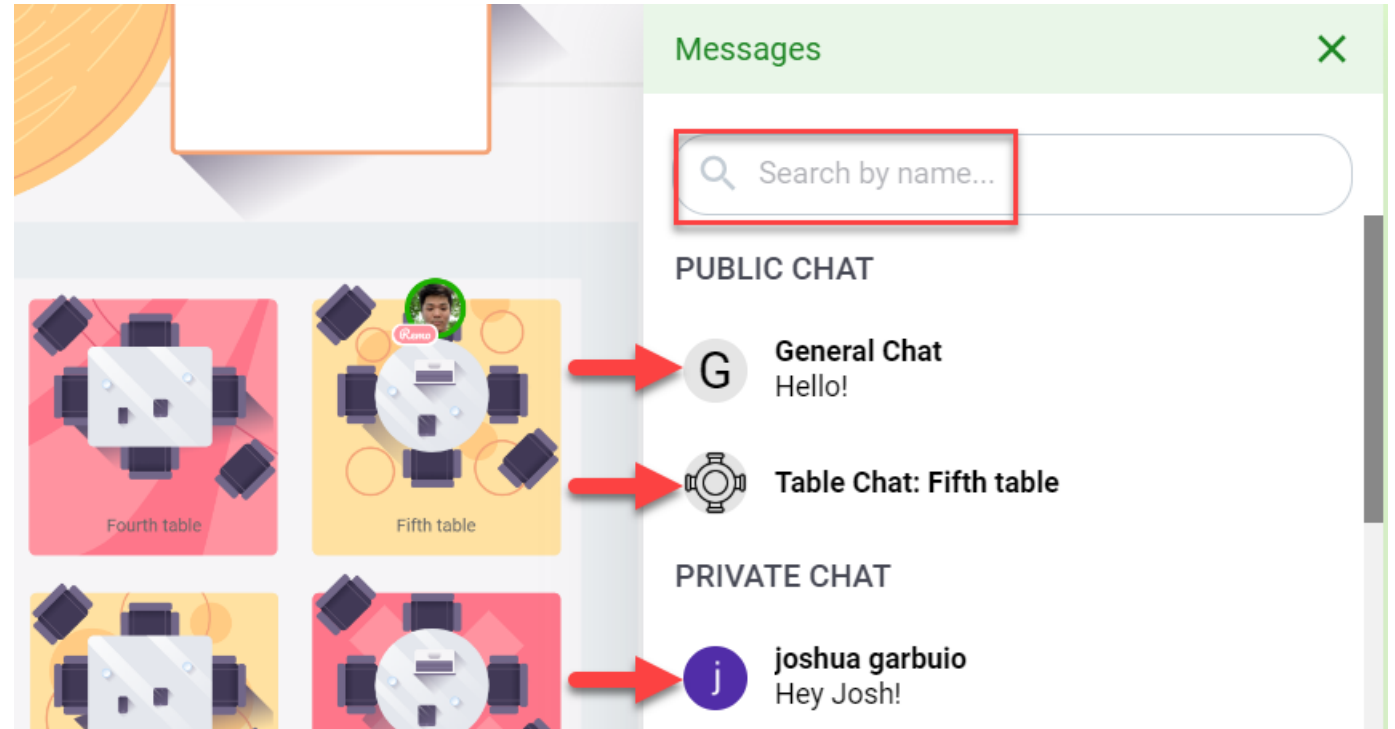 Messages
Search by name...
PUBLIC CHAT
G
General Chat
Hello!
Table Chat: Fifth table
PRIVATE CHAT
j
joshua garbuio
Hey Josh!
Remo
Fourth table
Fifth table